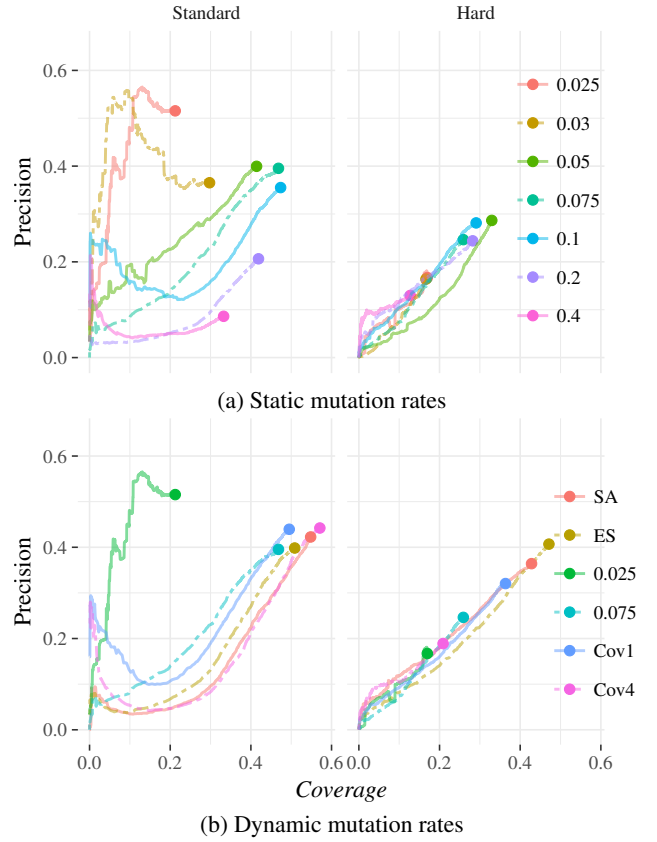 Standard Hard
0.6
0.4
0.2
0.0
Precision
0.025
0.03
0.05
0.075
0.1
0.2
0.4
(a) Static mutation rates
0.6
0.4
0.2
0.0
Precision
SA
ES
0.025
0.075
Cov1
Cov4
0.0 0.2 0.4 0.6 0.0 0.2 0.4 0.6
Coverage
(b) Dynamic mutation rates